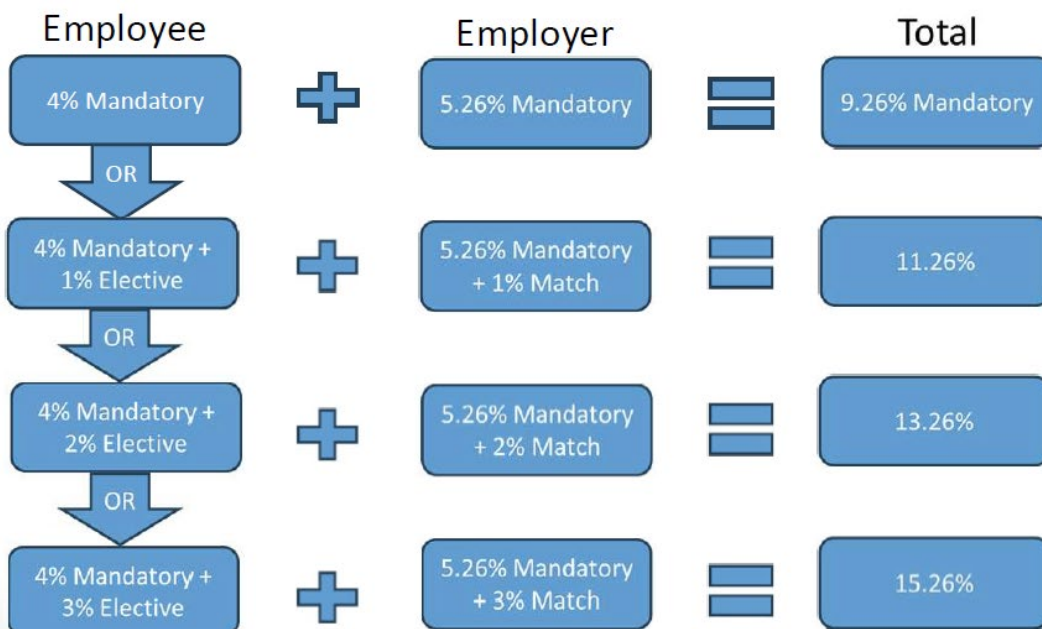 Employee
Employer
Total
4% Mandatory
5.26% Mandatory
9.26% Mandatory
OR
4% Mandatory +
1% Elective
5.26% Mandatory
+ 1% Match
11.26%
OR
4% Mandatory +
2% Elective
5.26% Mandatory
+ 2% Match
13.26%
OR
4% Mandatory +
3% Elective
5.26% Mandatory
+ 3% Match
15.26%